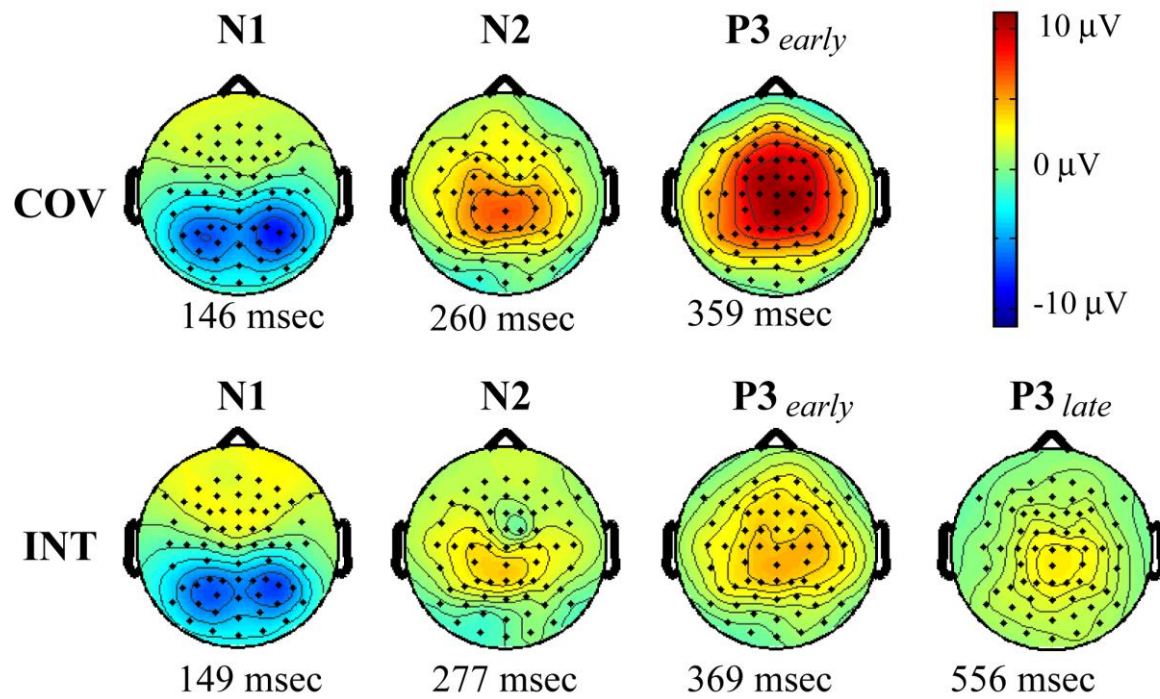 N1 N2 P3 early
10 µV
0 µV
-10 µV
COV
146 msec 260 msec 359 msec
N1 N2 P3 early P3 late
INT
149 msec 277 msec 369 msec 556 msec